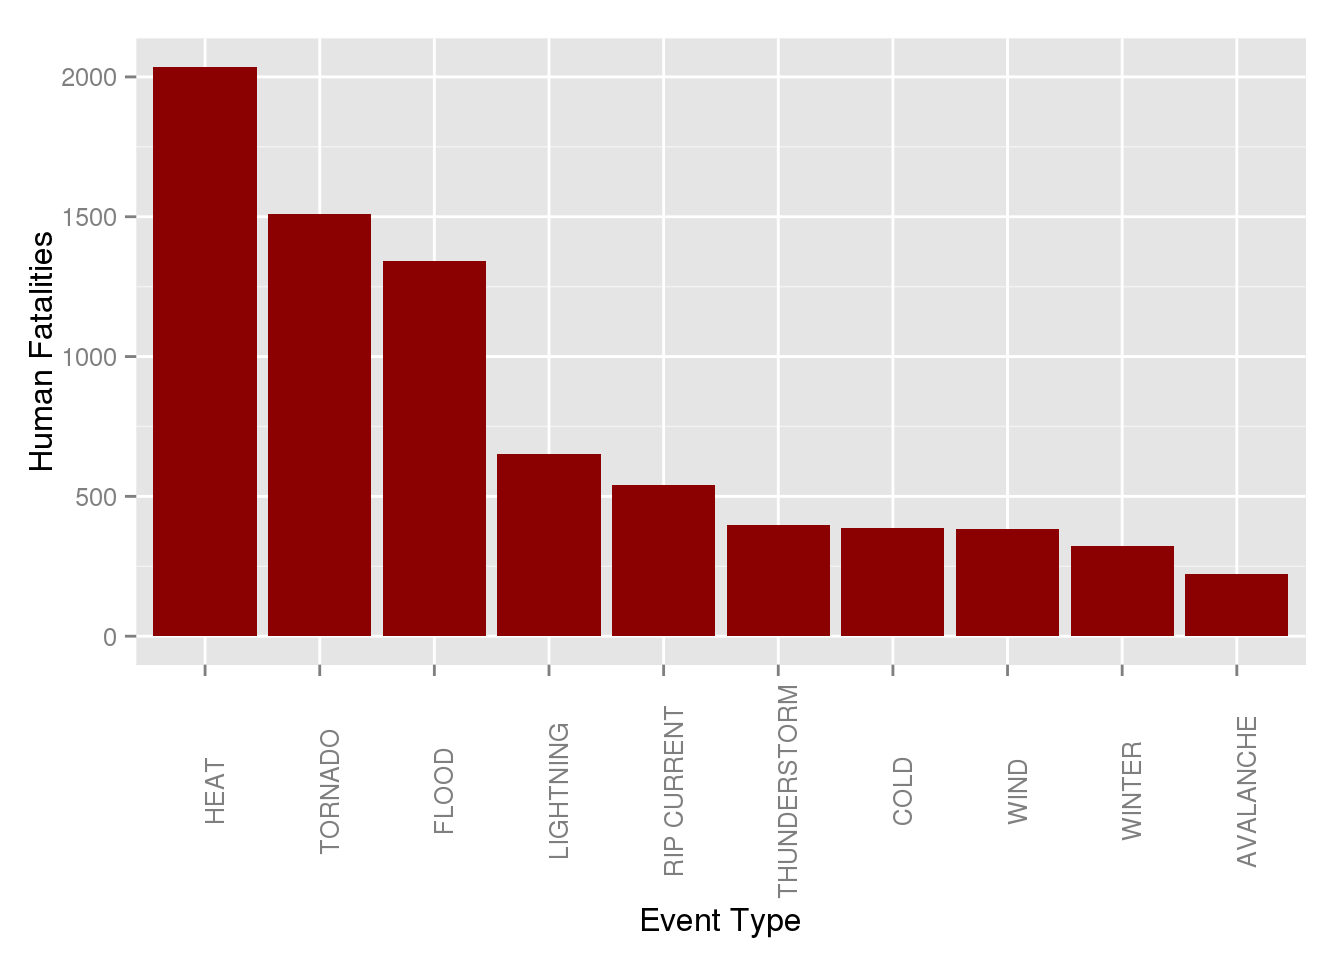 Human Fatalities
2000
1500
1000
500
0
HEAT
TORNADO
FLOOD
LIGHTNING
RIP CURRENT
THUNDERSTORM
COLD
WIND
WINTER
AVALANCHE
Event Type